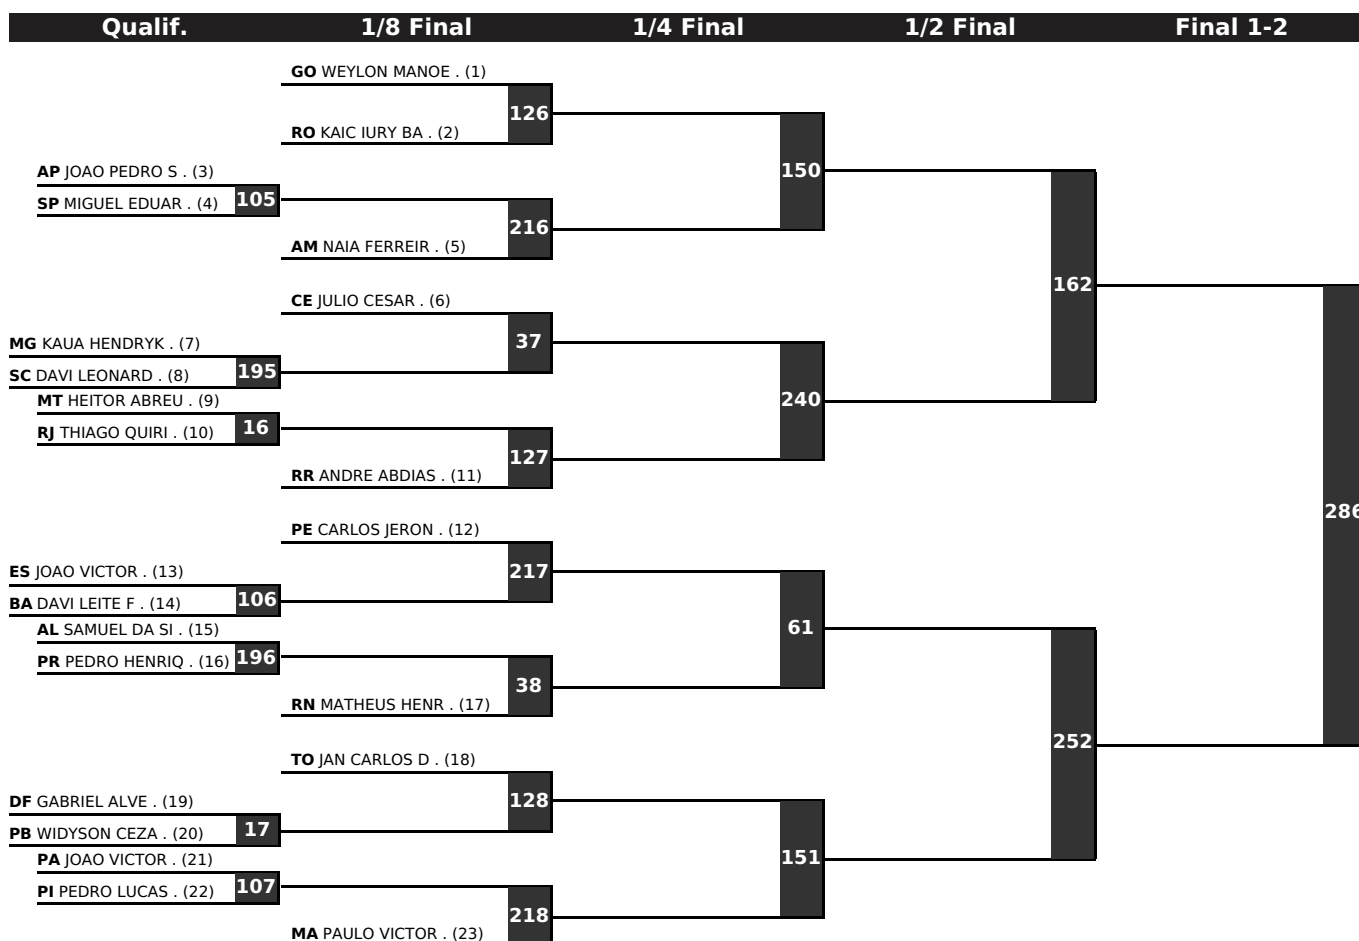 Qualif. 1/8 Final 1/4 Final 1/2 Final Final 1-2
GO WEYLON MANOE . (1)
126
RO KAIC IURY BA . (2)
AP JOAO PEDRO S . (3)
150
SP MIGUEL EDUAR . (4) 105
216
AM NAIA FERREIR . (5)
162
CE JULIO CESAR . (6)
MG KAUA HENDRYK . (7)
37
SC DAVI LEONARD . (8) 195
MT HEITOR ABREU . (9)
240
RJ THIAGO QUIRI . (10) 16
127
RR ANDRE ABDIAS . (11)
286
PE CARLOS JERON . (12)
ES JOAO VICTOR . (13)
217
BA DAVI LEITE F . (14) 106
AL SAMUEL DA SI . (15)
61
PR PEDRO HENRIQ . (16) 196
38
RN MATHEUS HENR . (17)
252
TO JAN CARLOS D . (18)
DF GABRIEL ALVE . (19)
128
PB WIDYSON CEZA . (20) 17
PA JOAO VICTOR . (21)
151
PI PEDRO LUCAS . (22) 107
218
MA PAULO VICTOR . (23)